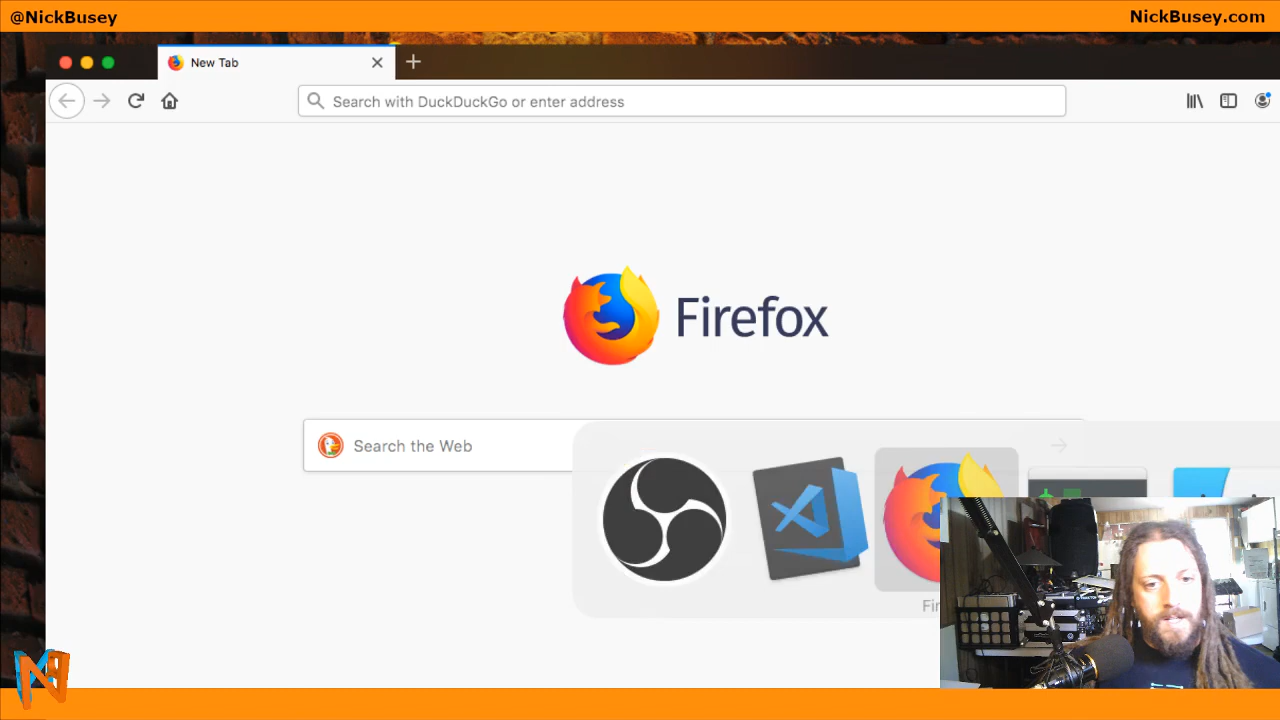 @NickBusey
NickBusey.com
New Tab
Search with DuckDuckGo or enter address
Firefox
Search the Web